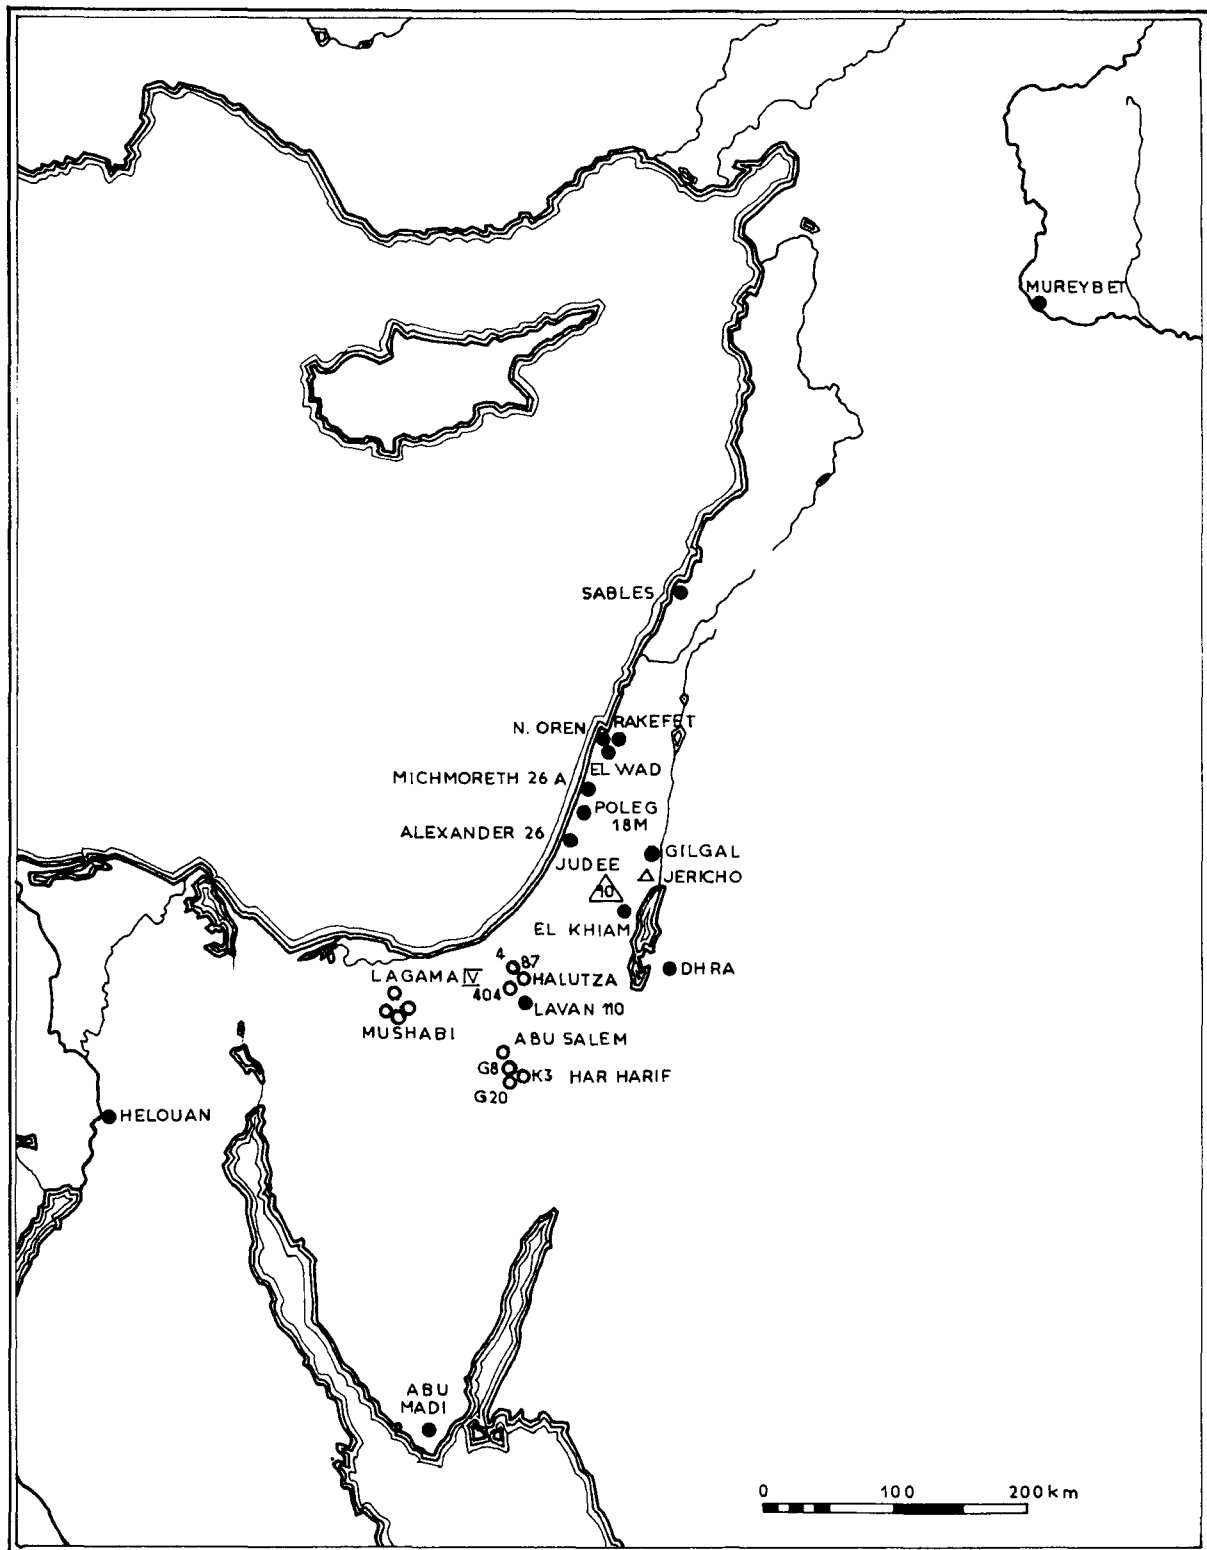 MUREYBET
SABLES
N. OREN
RAKEFET
EL WAD
MICHMORETH 26 A
POLEG
18M
ALEXANDER 26
JUDEE
10
GILGAL
JERICHO
EL KHIAM
DHRA
4
87
LAGAMA IV
HALUTZA
404
LAVAN 110
MUSHABI
ABU SALEM
G8
K3
HAR HARIF
G20
HELOUAN
ABU
MADI
0 100 200 km